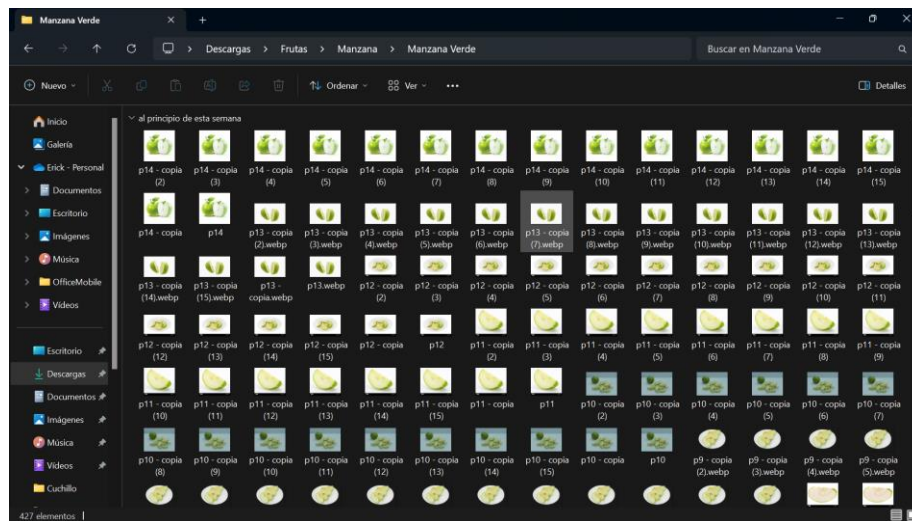 Manzana Verde
Descargas > Frutas > Manzana > Manzana Verde
Buscar en Manzana Verde
Nuevo
Ordenar
Ver
Detalles
Inicio
Galería
Erick - Personal
Documentos
Escritorio
Imágenes
Música
OfficeMobile
Vídeos
Escritorio
Descargas
Documentos
Imágenes
Música
Vídeos
Cuchillo
al principio de esta semana
p14 - copia (2) p14 - copia (3) p14 - copia (4) p14 - copia (5) p14 - copia (6) p14 - copia (7) p14 - copia (8) p14 - copia (9) p14 - copia (10) p14 - copia (11) p14 - copia (12) p14 - copia (13) p14 - copia (14) p14 - copia (15)
p14 - copia p14 p13 - copia (2).webp p13 - copia (3).webp p13 - copia (4).webp p13 - copia (5).webp p13 - copia (6).webp p13 - copia (7).webp p13 - copia (8).webp p13 - copia (9).webp p13 - copia (10).webp p13 - copia (11).webp p13 - copia (12).webp p13 - copia (13).webp
p13 - copia (14).webp p13 - copia (15).webp p13 - copia.webp p13.webp p12 - copia (2) p12 - copia (3) p12 - copia (4) p12 - copia (5) p12 - copia (6) p12 - copia (7) p12 - copia (8) p12 - copia (9) p12 - copia (10) p12 - copia (11)
p12 - copia (12) p12 - copia (13) p12 - copia (14) p12 - copia (15) p12 - copia p12 p11 - copia (2) p11 - copia (3) p11 - copia (4) p11 - copia (5) p11 - copia (6) p11 - copia (7) p11 - copia (8) p11 - copia (9)
p11 - copia (10) p11 - copia (11) p11 - copia (12) p11 - copia (13) p11 - copia (14) p11 - copia (15) p11 - copia p11 p10 - copia (2) p10 - copia (3) p10 - copia (4) p10 - copia (5) p10 - copia (6) p10 - copia (7)
p10 - copia (8) p10 - copia (9) p10 - copia (10) p10 - copia (11) p10 - copia (12) p10 - copia (13) p10 - copia (14) p10 - copia (15) p10 - copia p10 p9 - copia (2).webp p9 - copia (3).webp p9 - copia (4).webp p9 - copia (5).webp
427 elementos